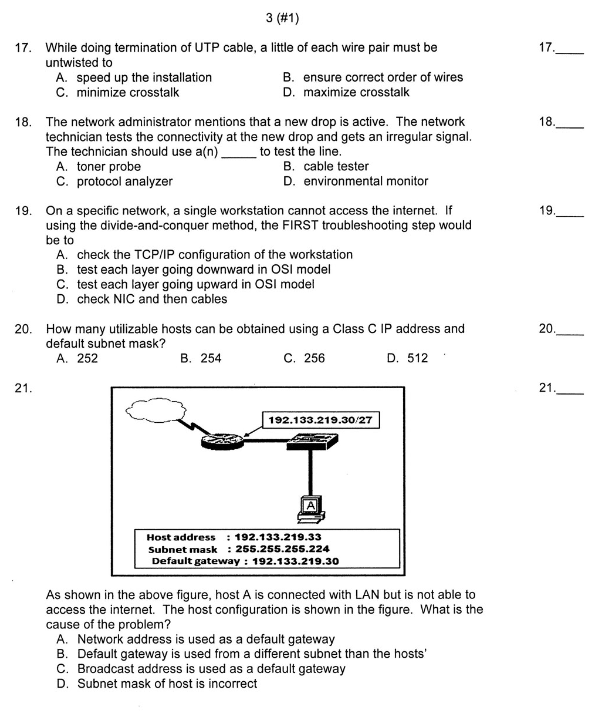 3 (#1)
17. While doing termination of UTP cable, a little of each wire pair must be 17.____
untwisted to
A. speed up the installation B. ensure correct order of wires
C. minimize crosstalk D. maximize crosstalk
18. The network administrator mentions that a new drop is active. The network 18.____
technician tests the connectivity at the new drop and gets an irregular signal.
The technician should use a(n) _____ to test the line.
A. toner probe B. cable tester
C. protocol analyzer D. environmental monitor
19. On a specific network, a single workstation cannot access the internet. If 19.____
using the divide-and-conquer method, the FIRST troubleshooting step would
be to
A. check the TCP/IP configuration of the workstation
B. test each layer going downward in OSI model
C. test each layer going upward in OSI model
D. check NIC and then cables
20. How many utilizable hosts can be obtained using a Class C IP address and 20.____
default subnet mask?
A. 252 B. 254 C. 256 D. 512
21. 21.____
192.133.219.30/27
A
Host address : 192.133.219.33
Subnet mask : 255.255.255.224
Default gateway : 192.133.219.30
As shown in the above figure, host A is connected with LAN but is not able to
access the internet. The host configuration is shown in the figure. What is the
cause of the problem?
A. Network address is used as a default gateway
B. Default gateway is used from a different subnet than the hosts'
C. Broadcast address is used as a default gateway
D. Subnet mask of host is incorrect